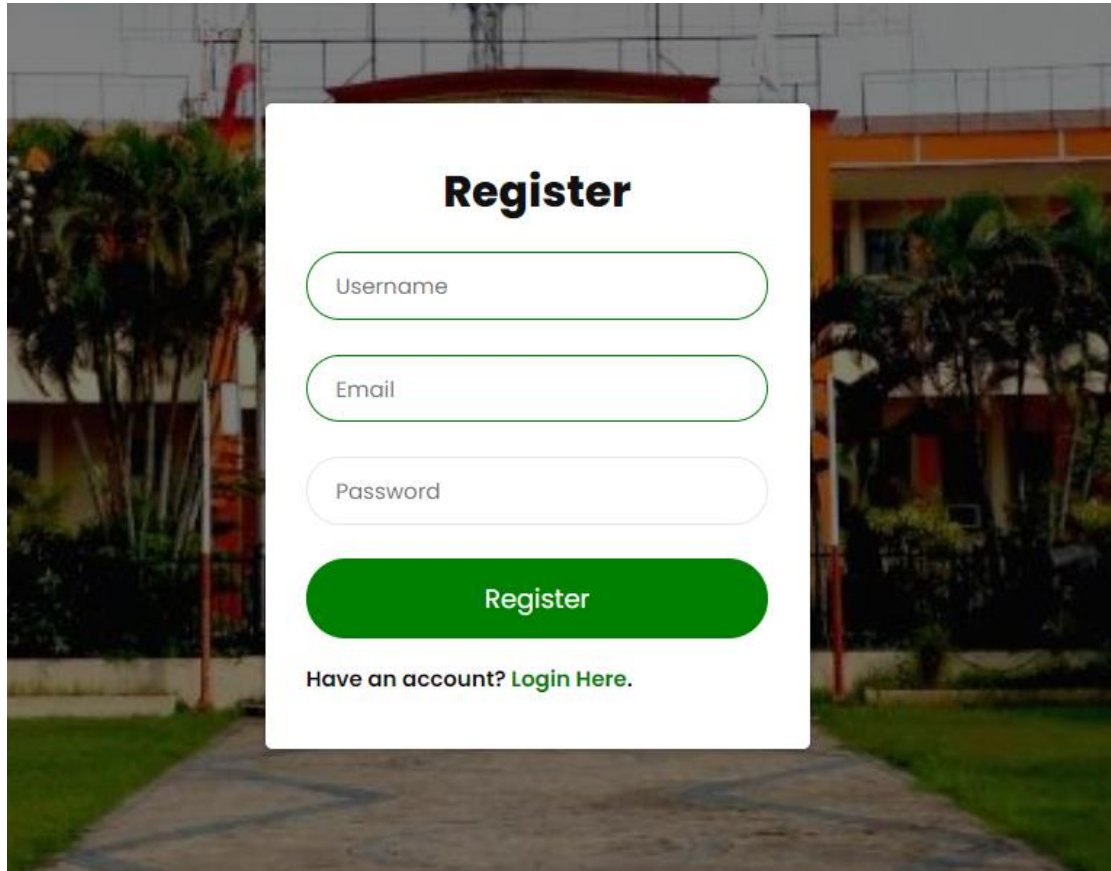 Register
Username
Email
Password
Register
Have an account? Login Here.